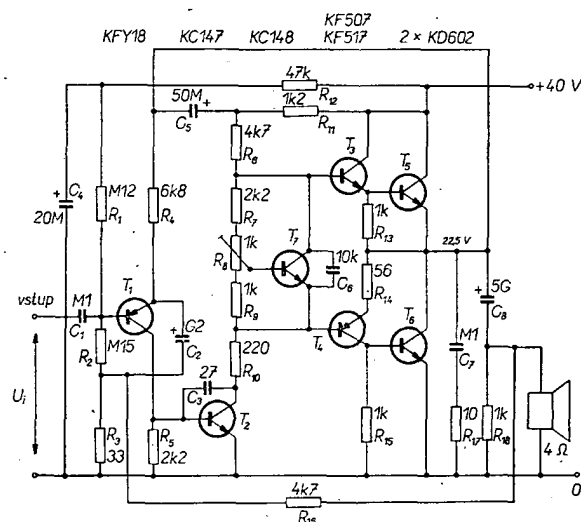 KFY18 KC147 KC148 KF507 KF517 2 × KD602
47k
R12
+40 V
50M +
C5
1k2
R11
4k7
R6
T3
T5
+ C4
20M
M12
R1
6k8
R4
2k2
R7
1k
R8
T7
10k
C6
1k
R13
22,5 V
5G
+
C8
vstup
M1
C1
T1
G2
+
C2
1k
R9
56
R14
T4
T6
M1
C7
M15
R2
220
R10
27
C3
T2
Ui
R3
33
R5
2k2
1k
R15
10
R17
1k
R18
4 Ω
0
4k7
R16